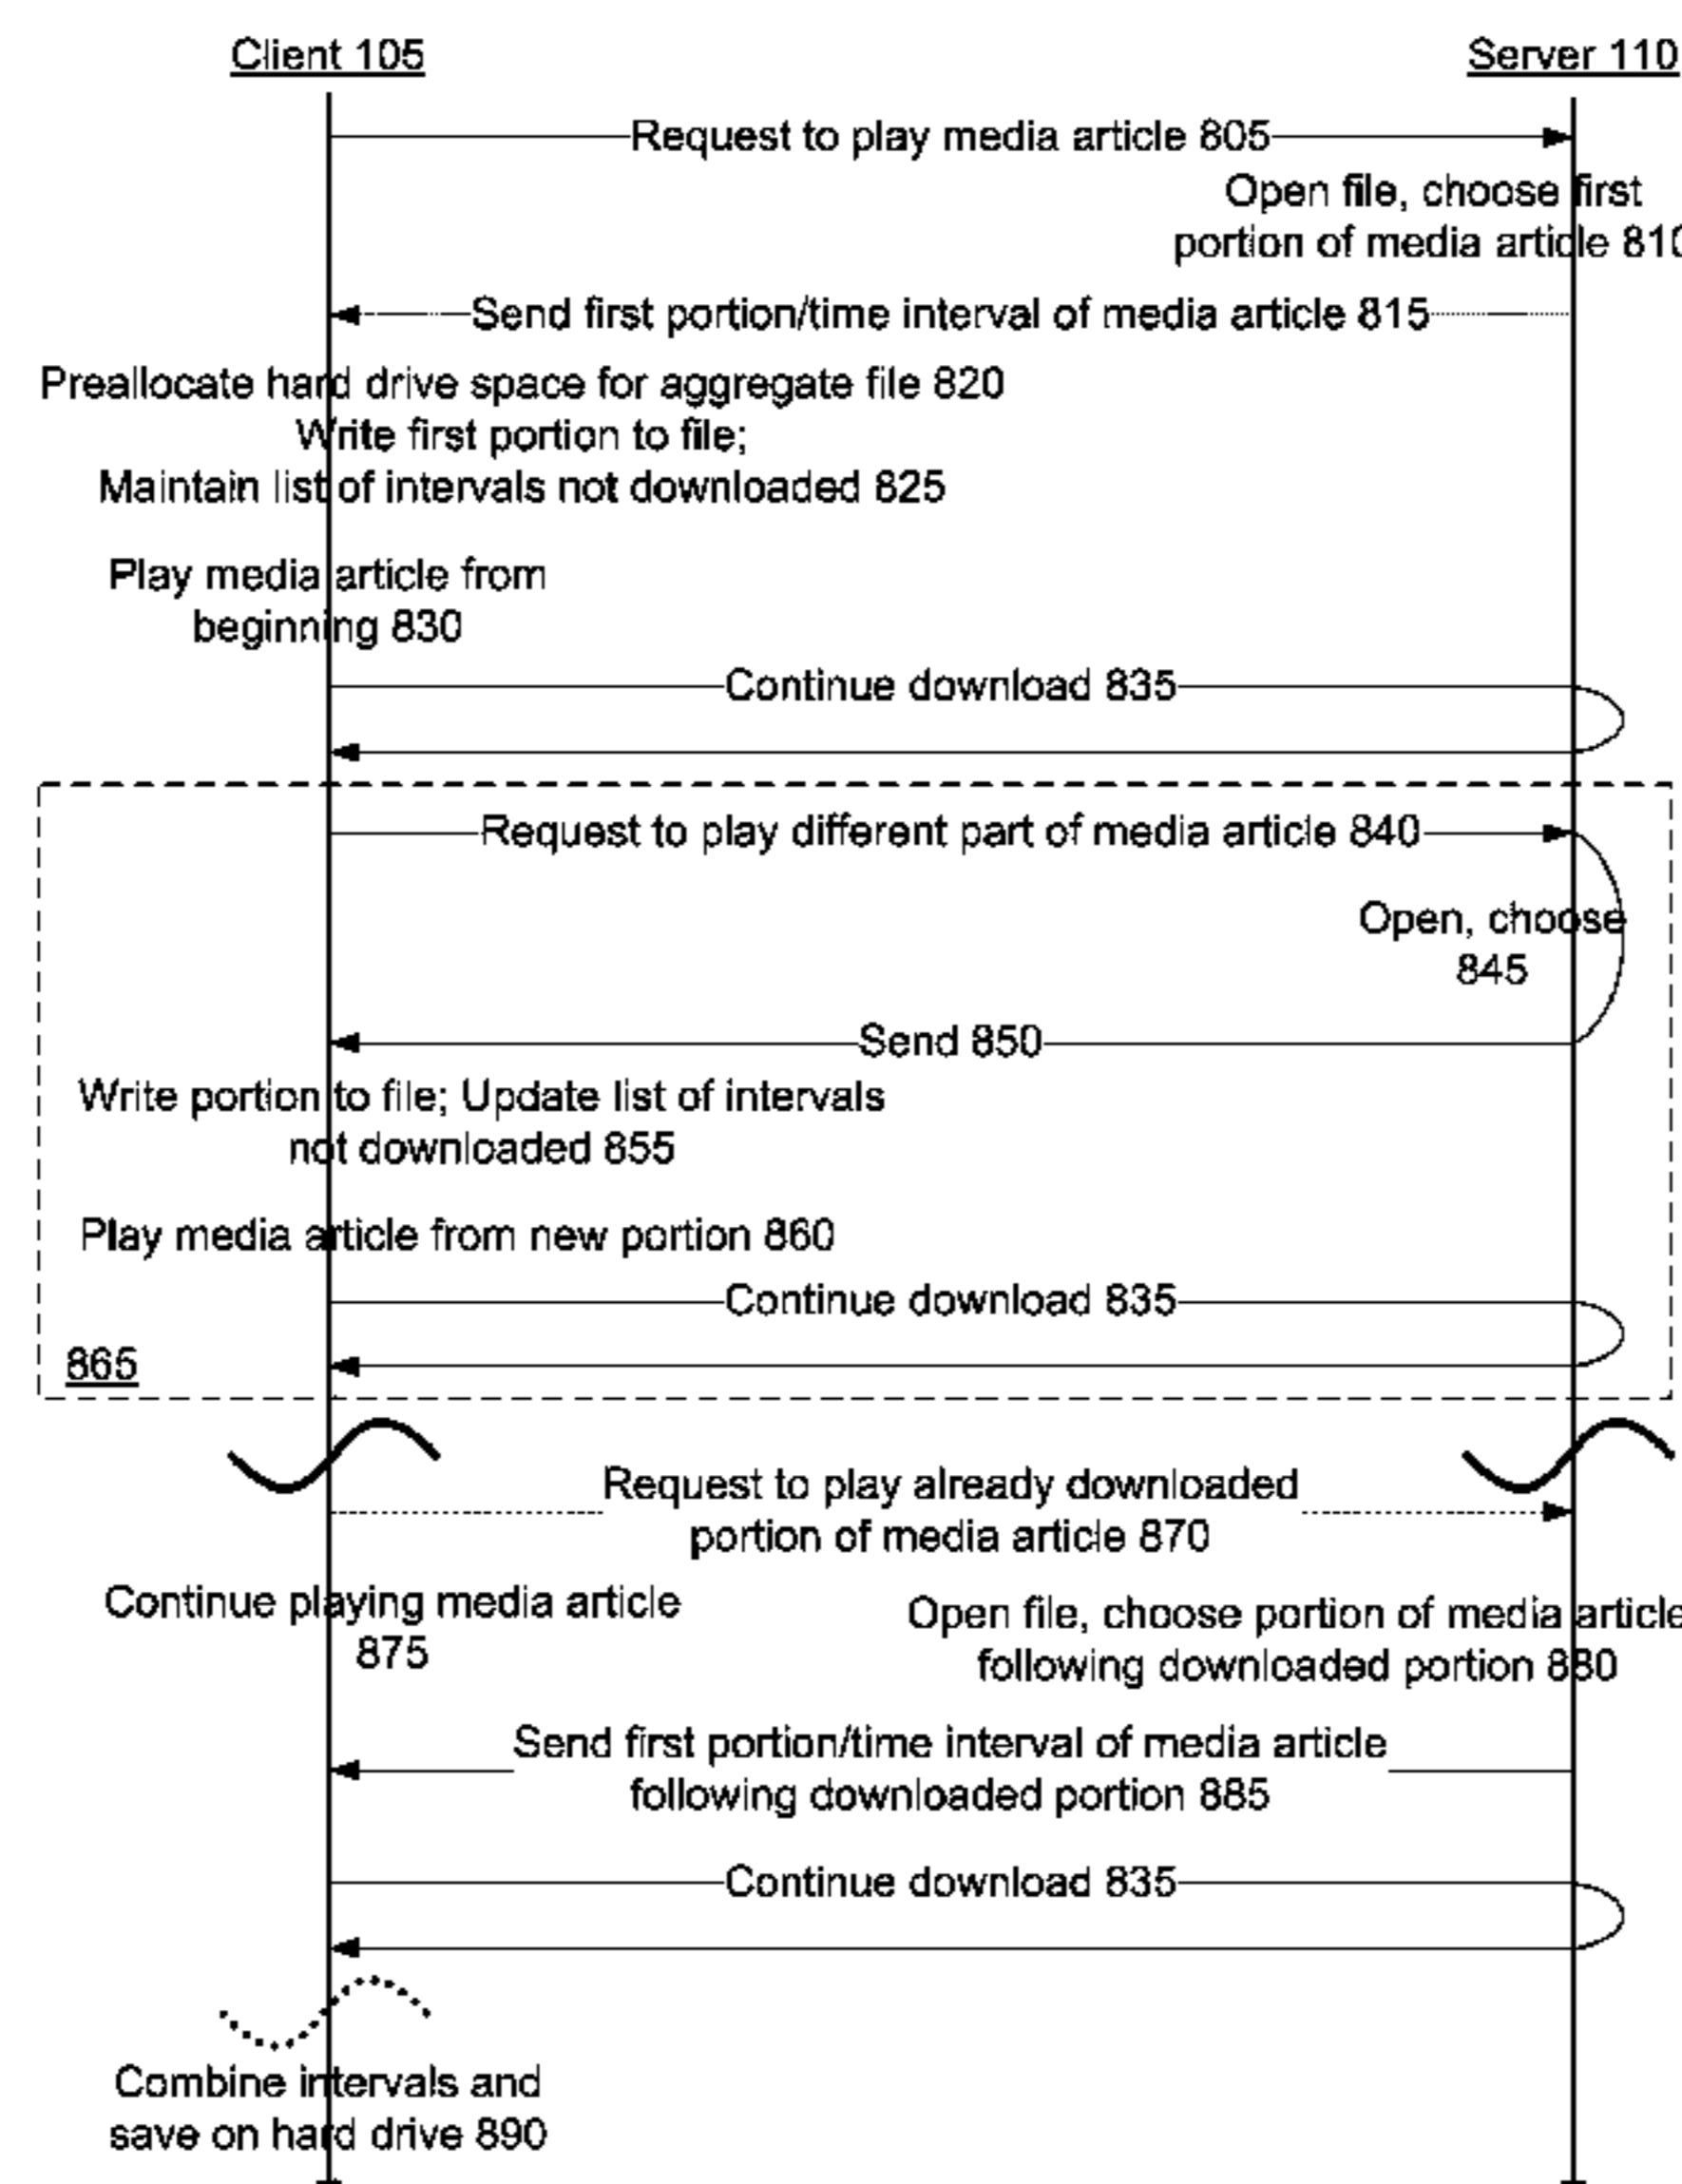 Client 105
Server 110
Request to play media article 805
Open file, choose first
portion of media article 810
Send first portion/time interval of media article 815
Preallocate hard drive space for aggregate file 820
Write first portion to file;
Maintain list of intervals not downloaded 825
Play media article from
beginning 830
Continue download 835
Request to play different part of media article 840
Open, choose
845
Send 850
Write portion to file; Update list of intervals
not downloaded 855
Play media article from new portion 860
Continue download 835
865
Request to play already downloaded
portion of media article 870
Continue playing media article
875
Open file, choose portion of media article
following downloaded portion 880
Send first portion/time interval of media article
following downloaded portion 885
Continue download 835
Combine intervals and
save on hard drive 890